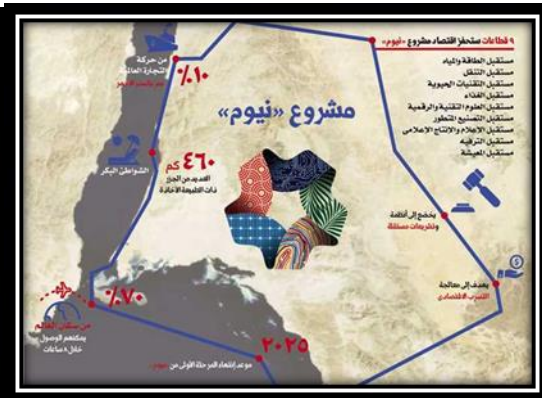 ٩ قطاعات ستحفز اقتصاد مشروع «نيوم»
مستقبل الطاقة والمياه
مستقبل التنقل
مستقبل التقنيات الحيوية
مستقبل الغذاء
مستقبل العلوم التقنية والرقمية
مستقبل التصنيع المتطور
مستقبل الإعلام والإنتاج الإعلامي
مستقبل الترفيه
مستقبل المعيشة
١٠٪
من حركة
التجارة العالمية
تمر بالبحر الأحمر
مشروع «نيوم»
٤٦٠ كم
الشواطئ البكر
العديد من الجزر
ذات الطبيعة الأخاذة
يخضع إلى أنظمة
وتشريعات مستقلة
يهدف إلى معالجة
التسرب الاقتصادي
٧٠٪
من سكان العالم
يمكنهم الوصول
خلال ٨ ساعات
٢٠٢٥
موعد إنتهاء المرحلة الأولى من «نيوم»